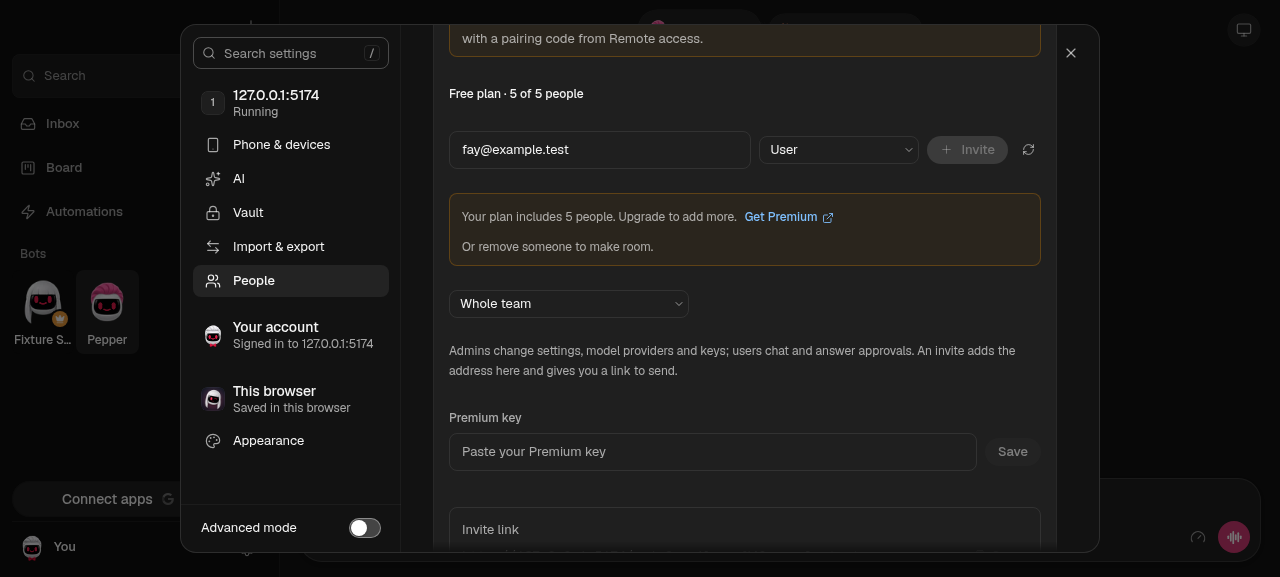 Search
Inbox
Board
Automations
Bots
Fixture S...
Pepper
Connect apps
You
Search settings
/
1
127.0.0.1:5174
Running
Phone & devices
AI
Vault
Import & export
People
Your account
Signed in to 127.0.0.1:5174
This browser
Saved in this browser
Appearance
Advanced mode
with a pairing code from Remote access.
Free plan · 5 of 5 people
fay@example.test
User
+ Invite
Your plan includes 5 people. Upgrade to add more. Get Premium
Or remove someone to make room.
Whole team
Admins change settings, model providers and keys; users chat and answer approvals. An invite adds the
address here and gives you a link to send.
Premium key
Paste your Premium key
Save
Invite link